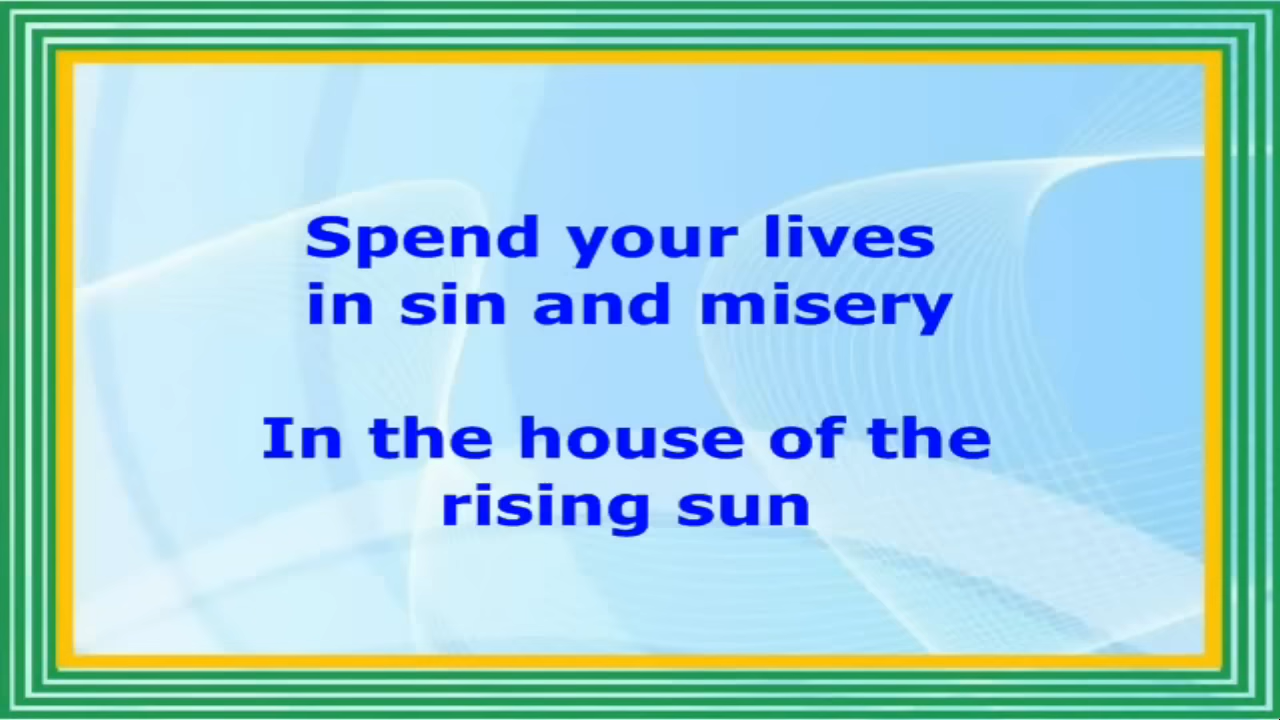 Spend your lives
in sin and misery
In the house of the
rising sun